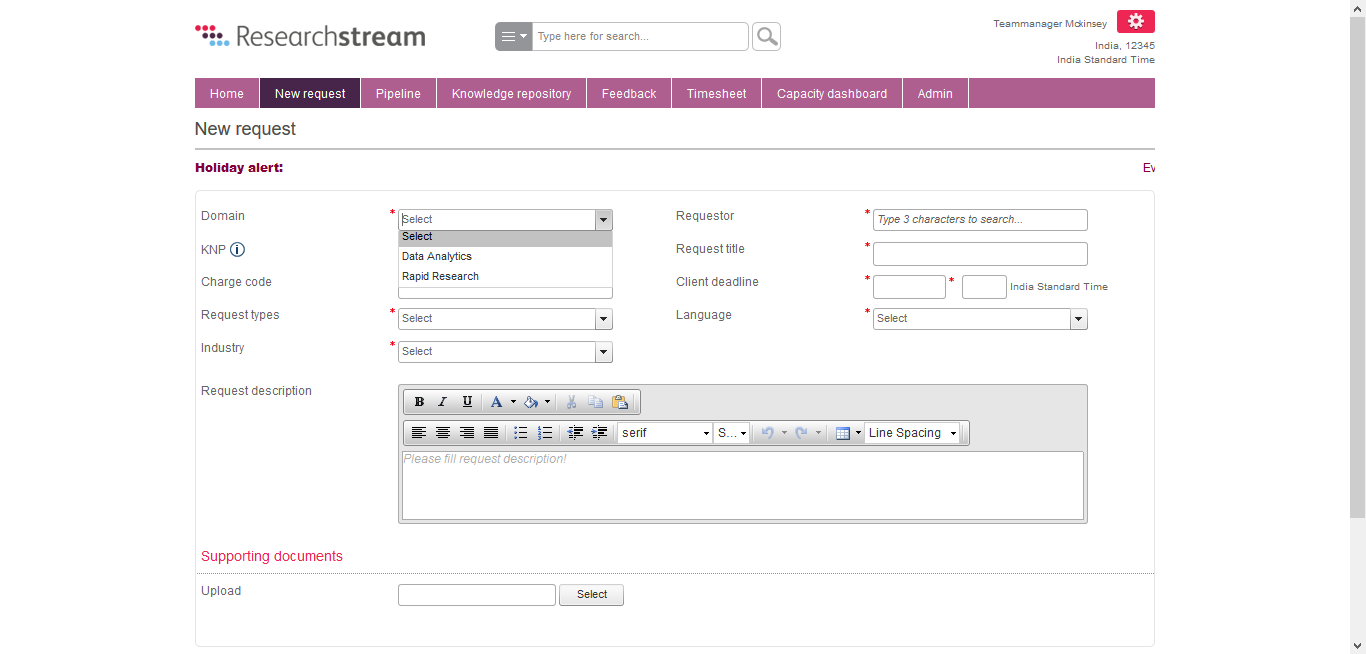 Researchstream
Type here for search...
Teammanager Mckinsey
India, 12345
India Standard Time
Home New request Pipeline Knowledge repository Feedback Timesheet Capacity dashboard Admin
New request
Holiday alert: Ev
Domain * Select Requestor * Type 3 characters to search...
Select
KNP i Request title *
Data Analytics
Rapid Research
Charge code Client deadline * * India Standard Time
Request types * Select Language * Select
Industry * Select
Request description
B I U A
serif S... Line Spacing
Please fill request description!
Supporting documents
Upload Select